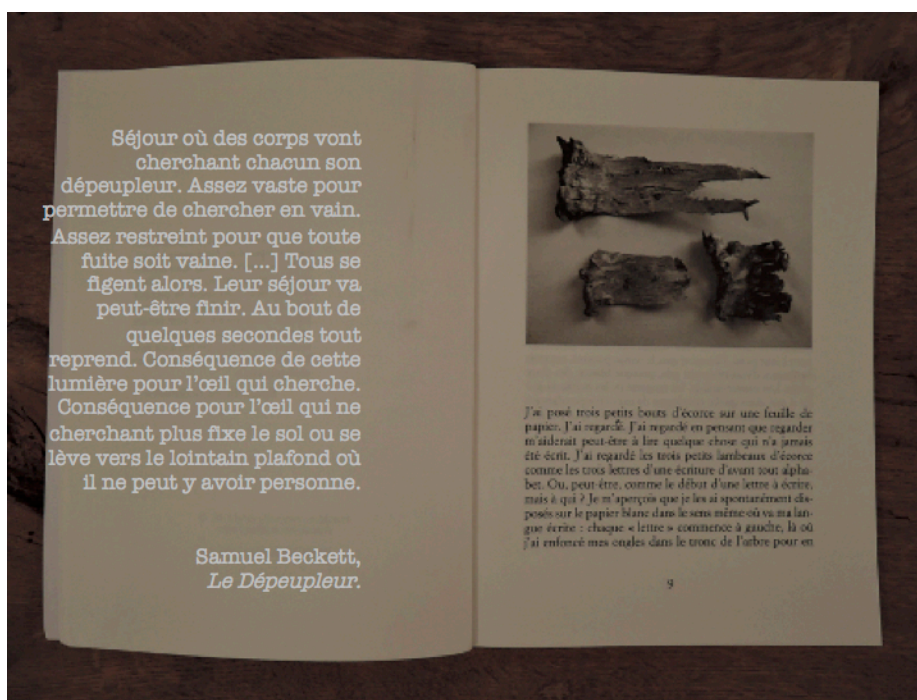 Séjour où des corps vont
cherchant chacun son
dépeupleur. Assez vaste pour
permettre de chercher en vain.
Assez restreint pour que toute
fuite soit vaine. [...] Tous se
figent alors. Leur séjour va
peut-être finir. Au bout de
quelques secondes tout
reprend. Conséquence de cette
lumière pour l'œil qui cherche.
Conséquence pour l'œil qui ne
cherchant plus fixe le sol ou se
lève vers le lointain plafond où
il ne peut y avoir personne.
Samuel Beckett,
Le Dépeupleur.
J'ai posé trois petits bouts d'écorce sur une feuille de
papier. J'ai regardé. J'ai regardé en pensant que regarder
m'aiderait peut-être à lire quelque chose qui n'a jamais
été écrit. J'ai regardé les trois petits lambeaux d'écorce
comme les trois lettres d'une écriture d'avant tout alpha-
bet. Ou, peut-être, comme le début d'une lettre à écrire,
mais à qui ? Je m'aperçois que je les ai spontanément dis-
posés sur le papier blanc dans le sens même où va ma lan-
gue écrite : chaque « lettre » commence à gauche, là où
j'ai enfoncé mes ongles dans le tronc de l'arbre pour en
9